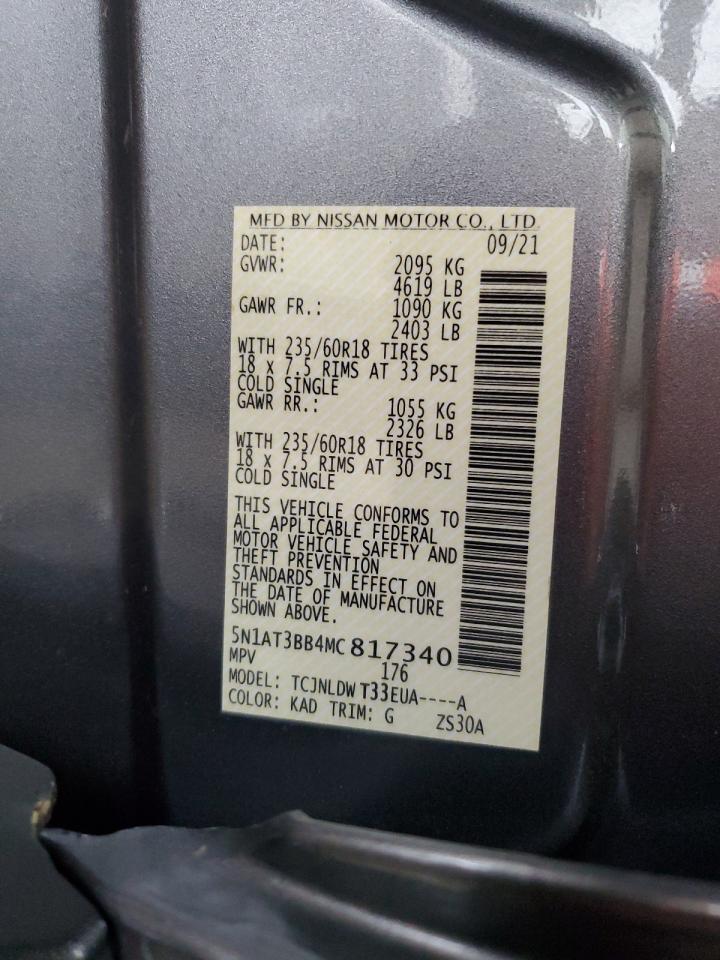 MFD BY NISSAN MOTOR CO., LTD.
DATE: 09/21
GVWR: 2095 KG
4619 LB
GAWR FR.: 1090 KG
2403 LB
WITH 235/60R18 TIRES
18 x 7.5 RIMS AT 33 PSI
COLD SINGLE
GAWR RR.: 1055 KG
2326 LB
WITH 235/60R18 TIRES
18 x 7.5 RIMS AT 30 PSI
COLD SINGLE
THIS VEHICLE CONFORMS TO
ALL APPLICABLE FEDERAL
MOTOR VEHICLE SAFETY AND
THEFT PREVENTION
STANDARDS IN EFFECT ON
THE DATE OF MANUFACTURE
SHOWN ABOVE.
5N1AT3BB4MC 817340
MPV 176
MODEL: TCJNLDW T33EUA----A
COLOR: KAD TRIM: G ZS30A